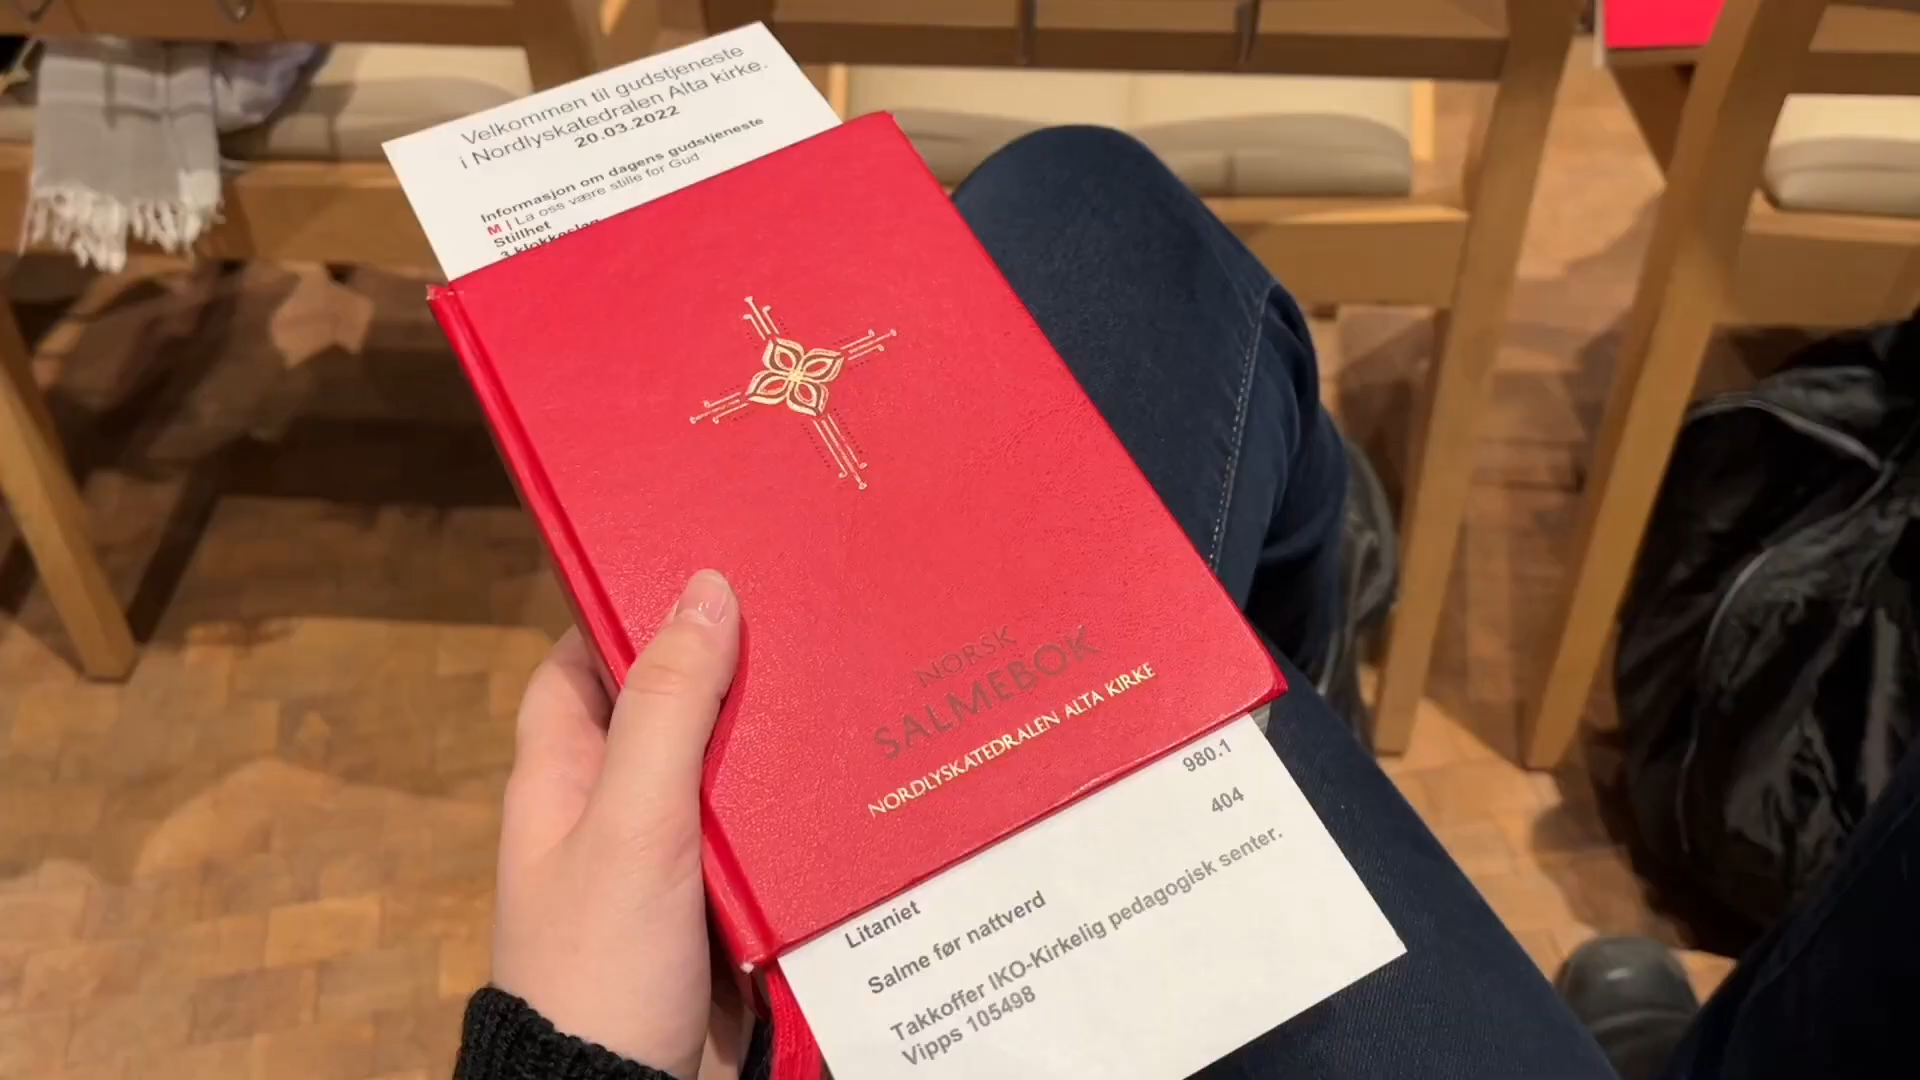 Velkommen til gudstjeneste
i Nordlyskatedralen Alta kirke.
20.03.2022
Informasjon om dagens gudstjeneste
M | La oss være stille for Gud
Stillhet
3 klokkeslag
NORSK
SALMEBOK
NORDLYSKATEDRALEN ALTA KIRKE
980.1
404
Litaniet
Salme før nattverd
Takkoffer IKO-Kirkelig pedagogisk senter.
Vipps 105498